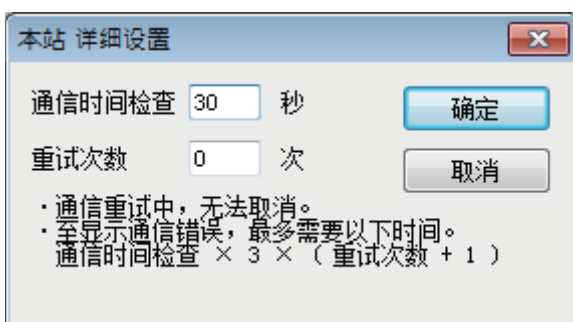 本站 详细设置
通信时间检查 30 秒 确定
重试次数 0 次 取消
・通信重试中，无法取消。
・至显示通信错误，最多需要以下时间。
通信时间检查 × 3 × （ 重试次数 + 1 ）